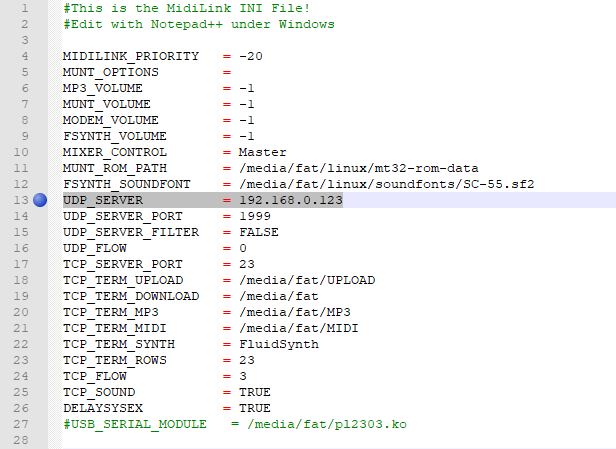 1 #This is the MidiLink INI File!
2 #Edit with Notepad++ under Windows
3
4 MIDILINK_PRIORITY = -20
5 MUNT_OPTIONS =
6 MP3_VOLUME = -1
7 MUNT_VOLUME = -1
8 MODEM_VOLUME = -1
9 FSYNTH_VOLUME = -1
10 MIXER_CONTROL = Master
11 MUNT_ROM_PATH = /media/fat/linux/mt32-rom-data
12 FSYNTH_SOUNDFONT = /media/fat/linux/soundfonts/SC-55.sf2
13 UDP_SERVER = 192.168.0.123
14 UDP_SERVER_PORT = 1999
15 UDP_SERVER_FILTER = FALSE
16 UDP_FLOW = 0
17 TCP_SERVER_PORT = 23
18 TCP_TERM_UPLOAD = /media/fat/UPLOAD
19 TCP_TERM_DOWNLOAD = /media/fat
20 TCP_TERM_MP3 = /media/fat/MP3
21 TCP_TERM_MIDI = /media/fat/MIDI
22 TCP_TERM_SYNTH = FluidSynth
23 TCP_TERM_ROWS = 23
24 TCP_FLOW = 3
25 TCP_SOUND = TRUE
26 DELAYSYSEX = TRUE
27 #USB_SERIAL_MODULE = /media/fat/pl2303.ko
28